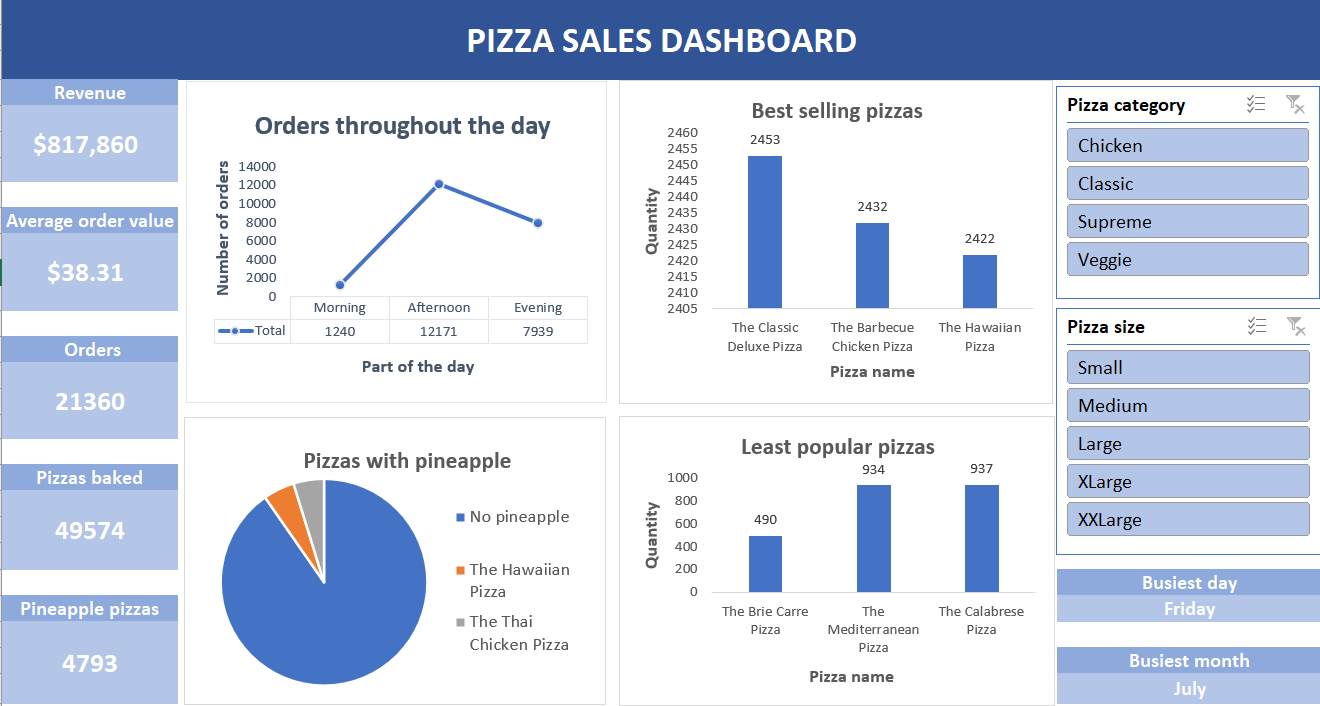 PIZZA SALES DASHBOARD
Revenue
$817,860
Average order value
$38.31
Orders
21360
Pizzas baked
49574
Pineapple pizzas
4793
Orders throughout the day
Number of orders
14000
12000
10000
8000
6000
4000
2000
0
Morning Afternoon Evening
Total 1240 12171 7939
Part of the day
Pizzas with pineapple
No pineapple
The Hawaiian
Pizza
The Thai
Chicken Pizza
Best selling pizzas
Quantity
2460
2455
2450
2445
2440
2435
2430
2425
2420
2415
2410
2405
2453
2432
2422
The Classic
Deluxe Pizza
The Barbecue
Chicken Pizza
The Hawaiian
Pizza
Pizza name
Least popular pizzas
Quantity
1000
800
600
400
200
0
490
934
937
The Brie Carre
Pizza
The
Mediterranean
Pizza
The Calabrese
Pizza
Pizza name
Pizza category
Chicken
Classic
Supreme
Veggie
Pizza size
Small
Medium
Large
XLarge
XXLarge
Busiest day
Friday
Busiest month
July